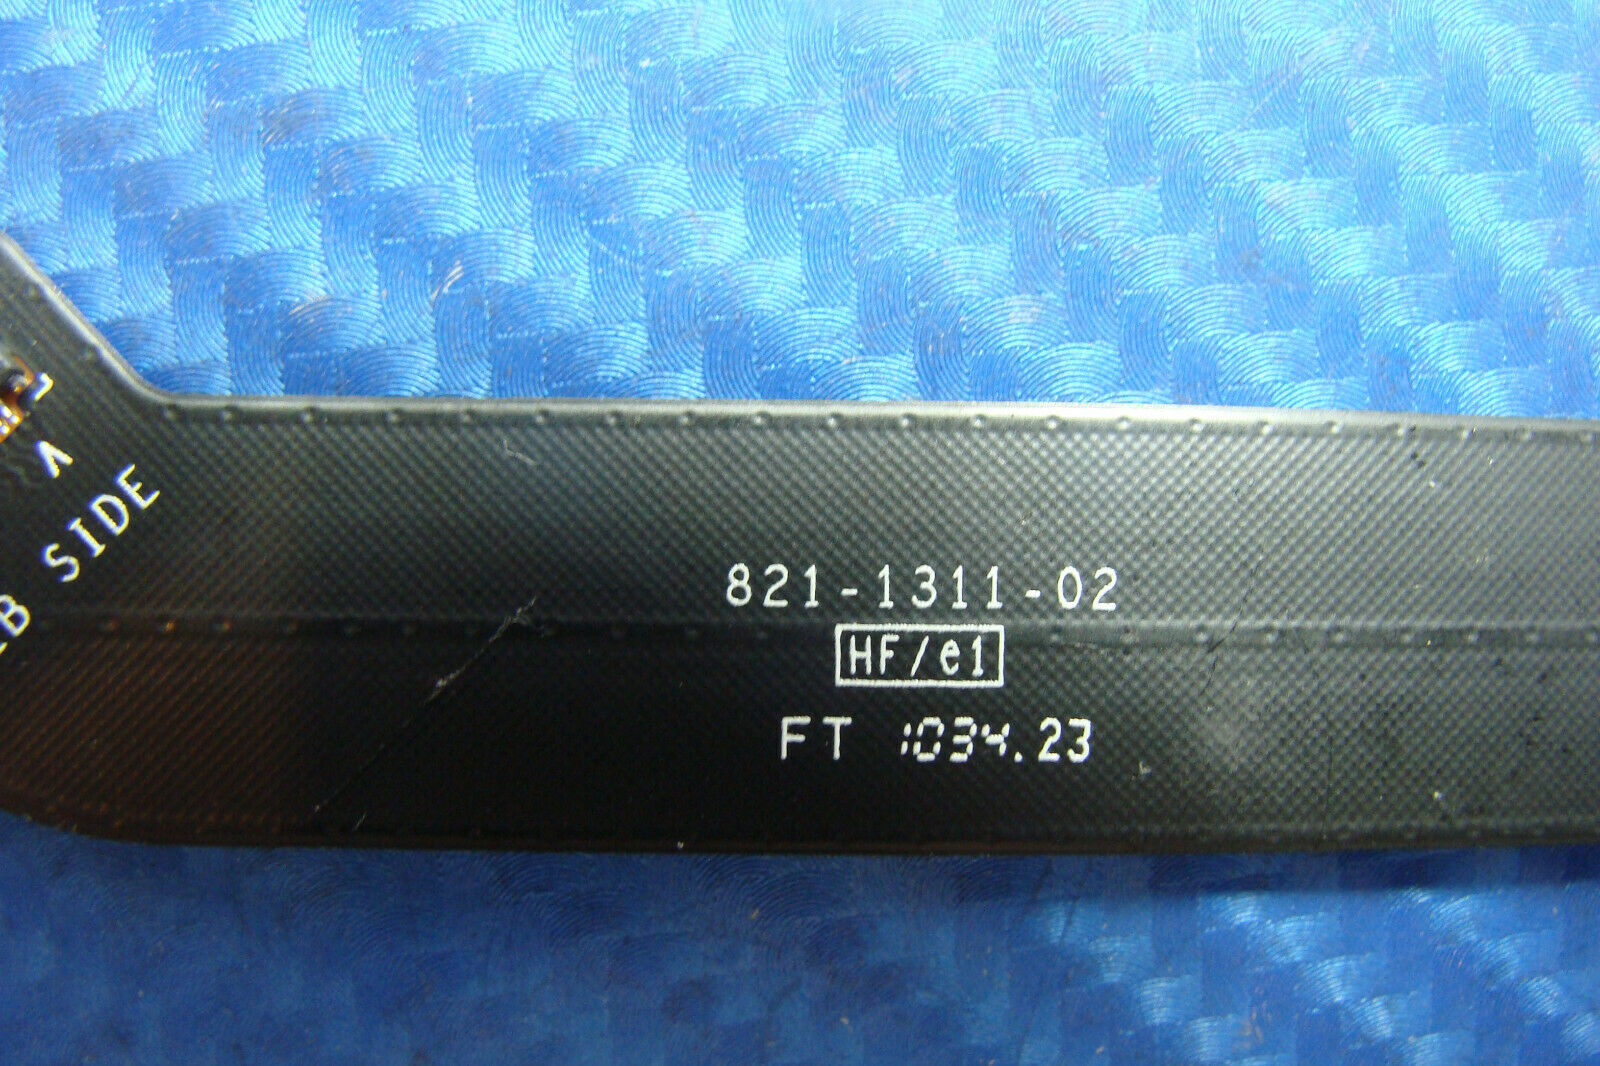 SIDE
821-1311-02
HF/e1
FT 1034.23